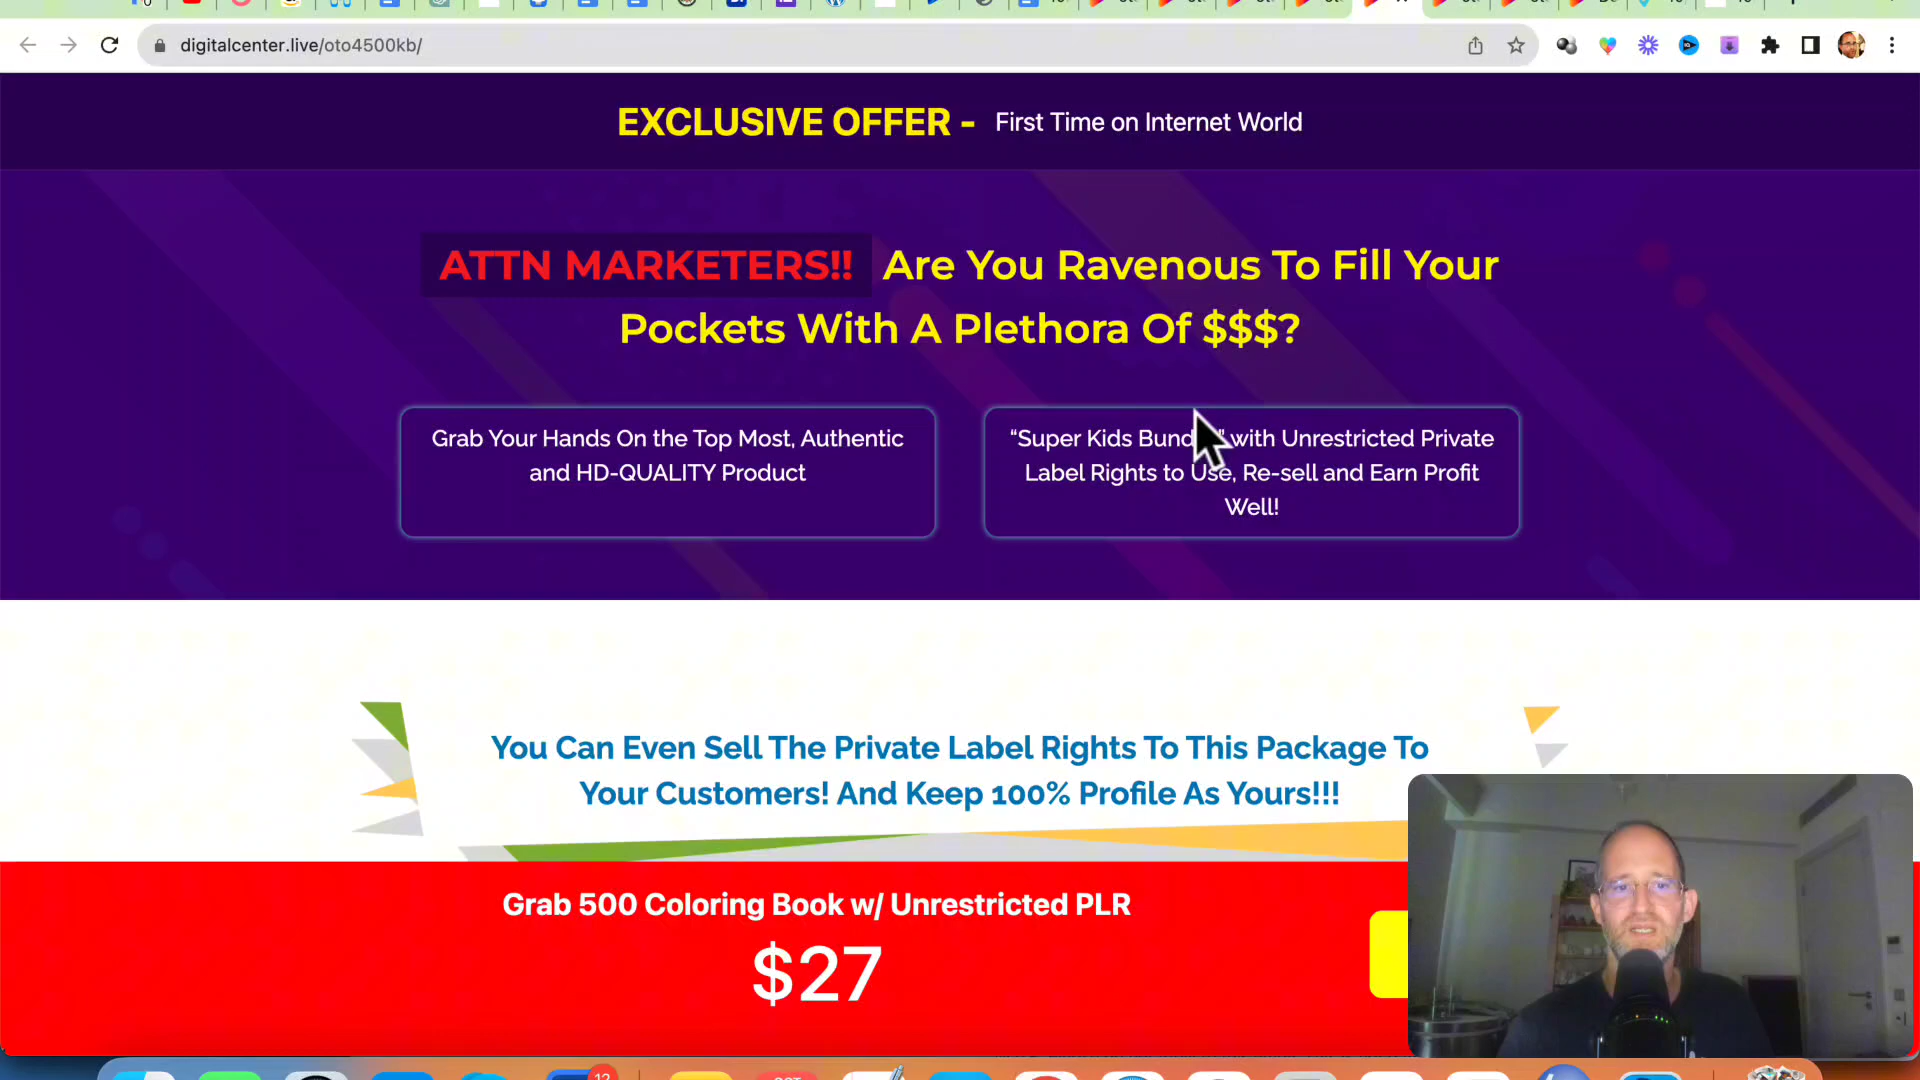 digitalcenter.live/oto4500kb/
EXCLUSIVE OFFER - First Time on Internet World
ATTN MARKETERS!! Are You Ravenous To Fill Your
Pockets With A Plethora Of $$$?
Grab Your Hands On the Top Most, Authentic
and HD-QUALITY Product
“Super Kids with Unrestricted Private
Label Rights to Use, Re-sell and Earn Profit
Well!
You Can Even Sell The Private Label Rights To This Package To
Your Customers! And Keep 100% Profile As Yours!!!
Grab 500 Coloring Book w/ Unrestricted PLR
$27
12